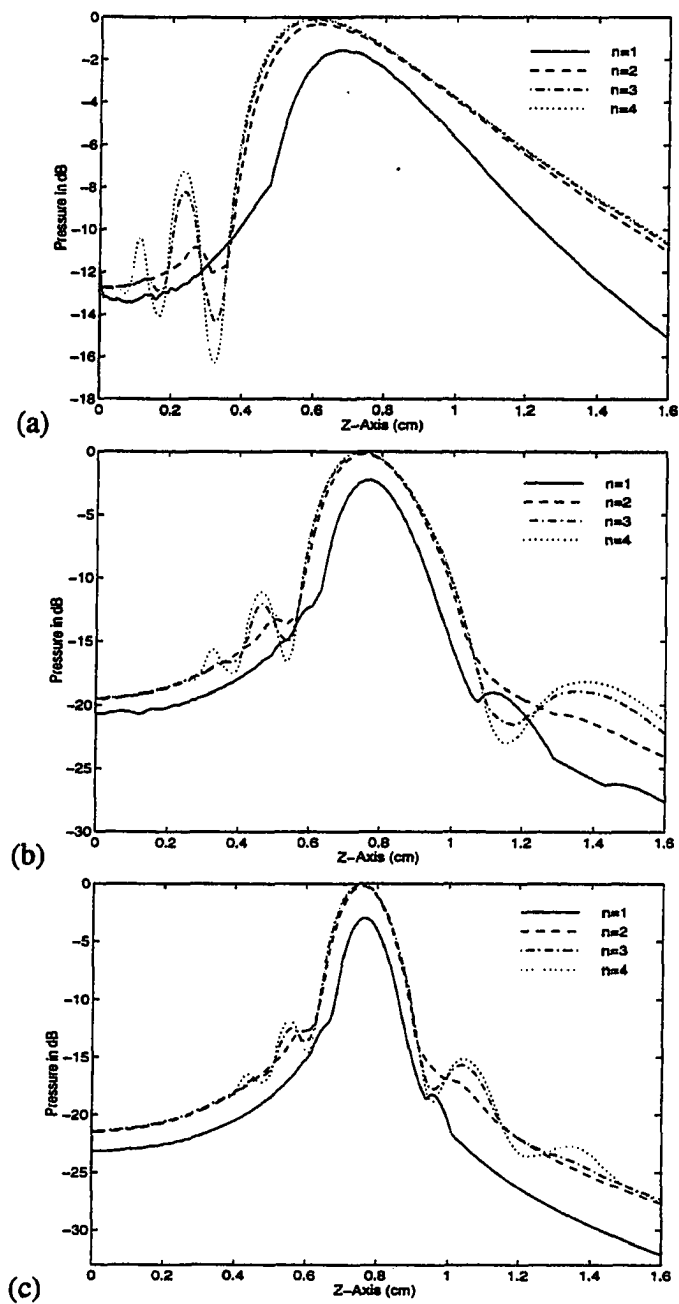 0
−2
−4
−6
−8
−10
−12
−14
−16
−18
Pressure in dB
n=1
n=2
n=3
n=4
0 0.2 0.4 0.6 0.8 1 1.2 1.4 1.6
Z−Axis (cm)
(a)
0
−5
−10
−15
−20
−25
−30
Pressure in dB
n=1
n=2
n=3
n=4
0 0.2 0.4 0.6 0.8 1 1.2 1.4 1.6
Z−Axis (cm)
(b)
0
−5
−10
−15
−20
−25
−30
Pressure in dB
n=1
n=2
n=3
n=4
0 0.2 0.4 0.6 0.8 1 1.2 1.4 1.6
Z−Axis (cm)
(c)